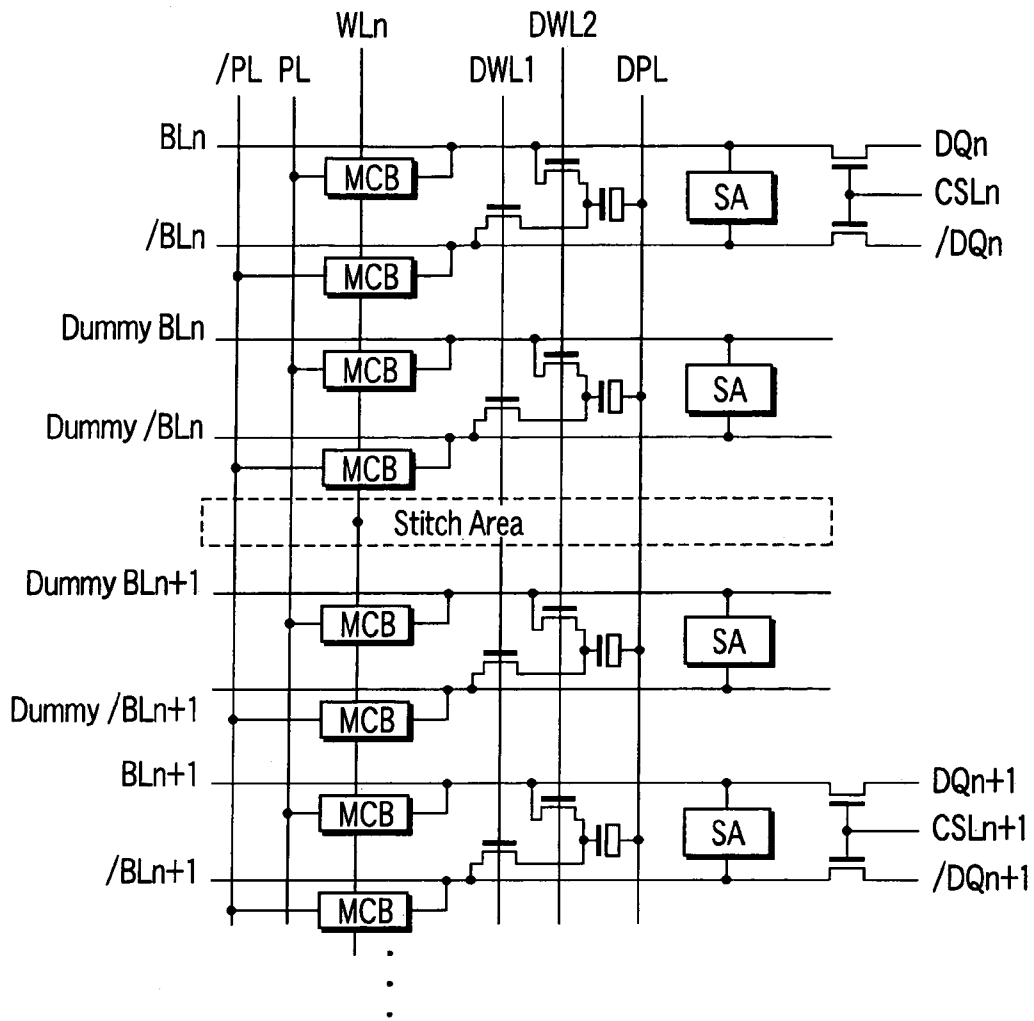 WLn DWL2
/PL PL DWL1 DPL
BLn DQn
MCB SA CSLn
/BLn /DQn
MCB
Dummy BLn
MCB SA
Dummy /BLn
MCB
Stitch Area
Dummy BLn+1
MCB SA
Dummy /BLn+1 MCB
BLn+1 DQn+1
MCB SA CSLn+1
/BLn+1 /DQn+1
MCB